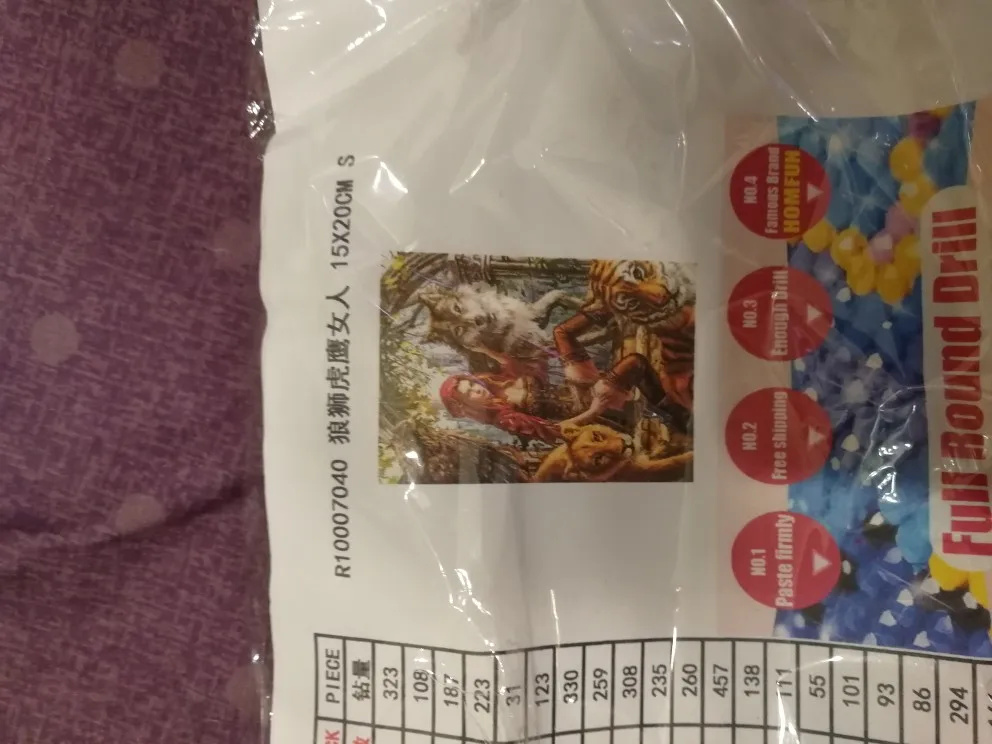 R10007040 狼狮虎鹰女人 15X20CM S
NO.1
Paste firmly
NO.2
Free shipping
NO.3
Enough Drill
NO.4
Famous Brand
HOMFUN
Full Round Drill
PIECE
钻量
323
108
187
223
31
123
330
259
308
235
260
457
138
111
55
101
93
86
294